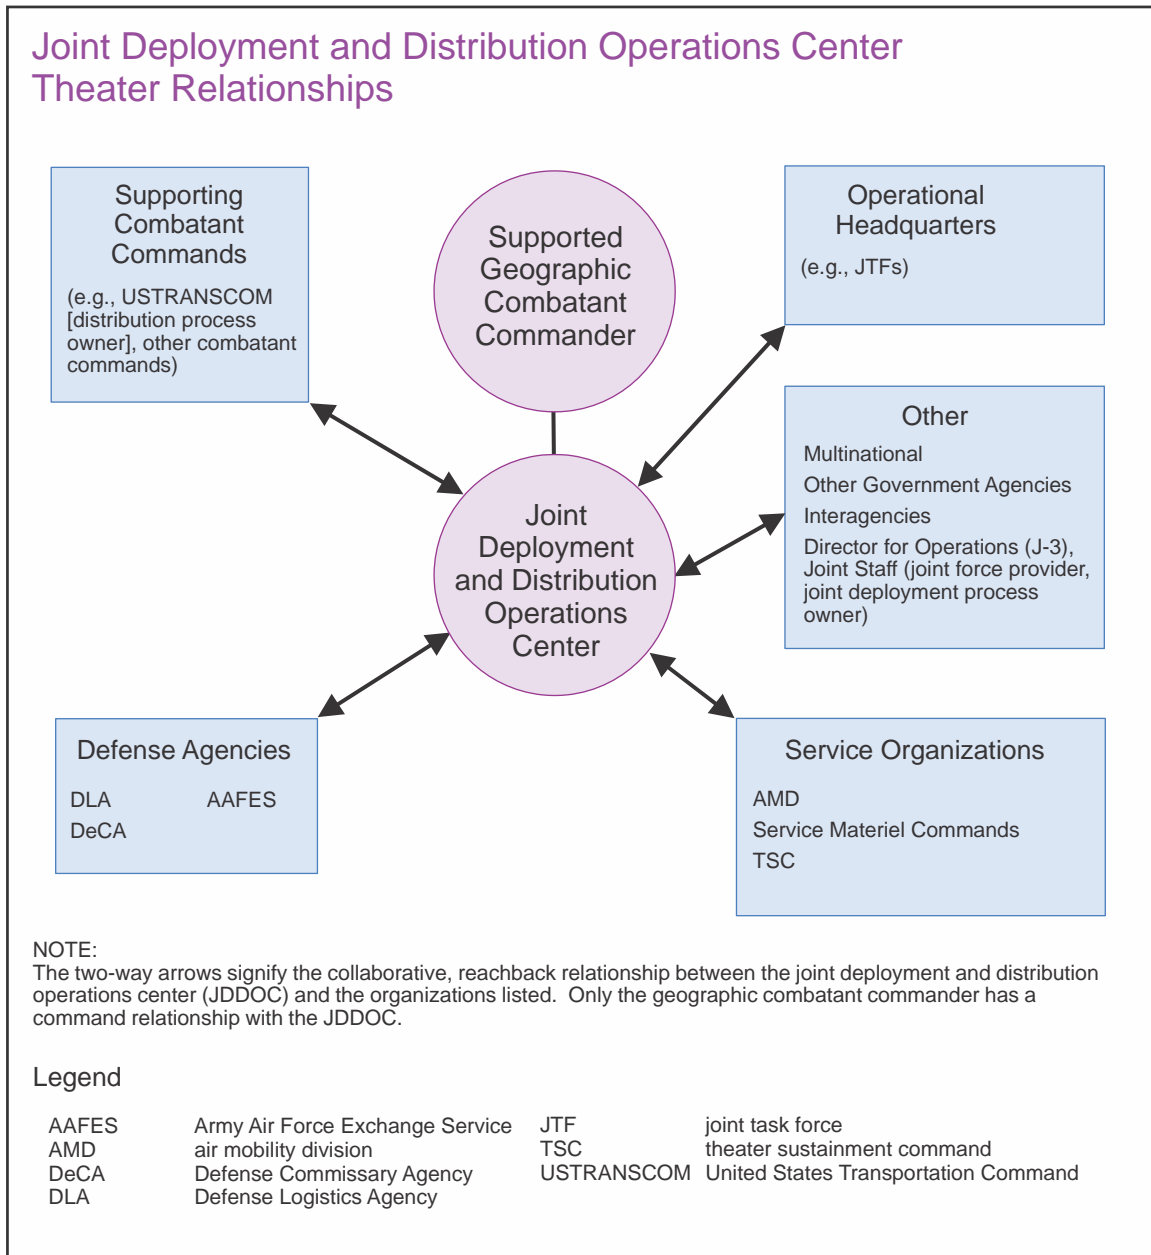 Joint Deployment and Distribution Operations Center
Theater Relationships
Supporting
Combatant
Commands
(e.g., USTRANSCOM
[distribution process
owner], other combatant
commands)
Supported
Geographic
Combatant
Commander
Operational
Headquarters
(e.g., JTFs)
Other
Multinational
Other Government Agencies
Interagencies
Director for Operations (J-3),
Joint Staff (joint force provider,
joint deployment process
owner)
Joint
Deployment
and Distribution
Operations
Center
Defense Agencies
DLA AAFES
DeCA
Service Organizations
AMD
Service Materiel Commands
TSC
NOTE:
The two-way arrows signify the collaborative, reachback relationship between the joint deployment and distribution
operations center (JDDOC) and the organizations listed. Only the geographic combatant commander has a
command relationship with the JDDOC.
Legend
AAFES Army Air Force Exchange Service
AMD air mobility division
DeCA Defense Commissary Agency
DLA Defense Logistics Agency
JTF joint task force
TSC theater sustainment command
USTRANSCOM United States Transportation Command